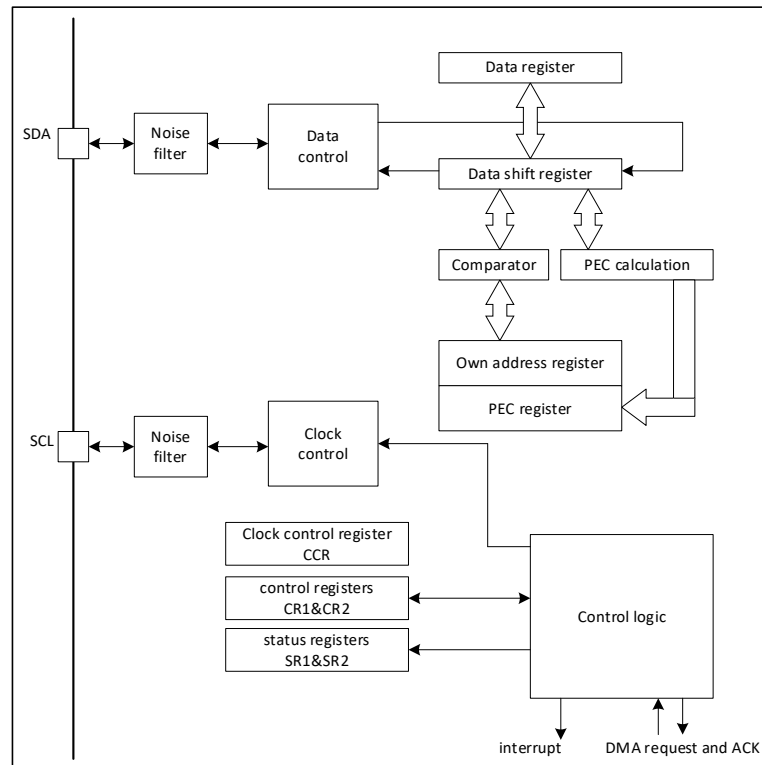 Data register
SDA
Noise
filter
Data
control
Data shift register
Comparator
PEC calculation
Own address register
PEC register
SCL
Noise
filter
Clock
control
Clock control register
CCR
control registers
CR1&CR2
status registers
SR1&SR2
Control logic
interrupt
DMA request and ACK